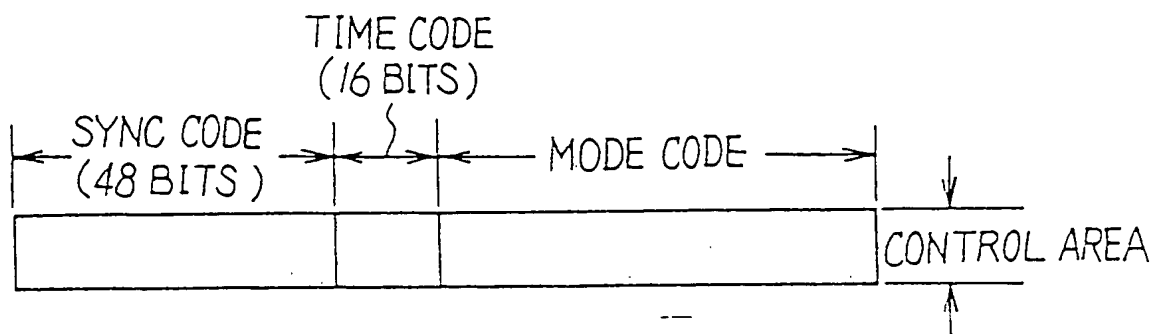 TIME CODE
(16 BITS)
SYNC CODE
(48 BITS)
MODE CODE
CONTROL AREA